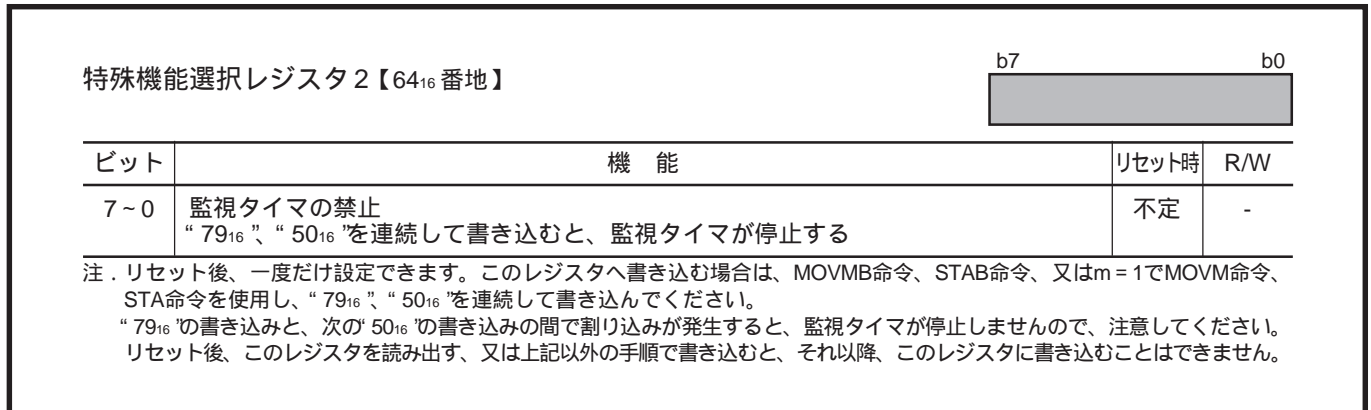 特殊機能選択レジスタ2【64₁₆ 番地】
b7 b0
ビット 機 能 リセット時 R/W
7~0 監視タイマの禁止 不定 -
“ 79₁₆ ”、“ 50₁₆ ”を連続して書き込むと、監視タイマが停止する
注.リセット後、一度だけ設定できます。このレジスタへ書き込む場合は、MOVMB命令、STAB命令、又はm = 1でMOVM命令、
STA命令を使用し、“ 79₁₆ ”、“ 50₁₆ ”を連続して書き込んでください。
“ 79₁₆ ”の書き込みと、次の“ 50₁₆ ”の書き込みの間で割り込みが発生すると、監視タイマが停止しませんので、注意してください。
リセット後、このレジスタを読み出す、又は上記以外の手順で書き込むと、それ以降、このレジスタに書き込むことはできません。